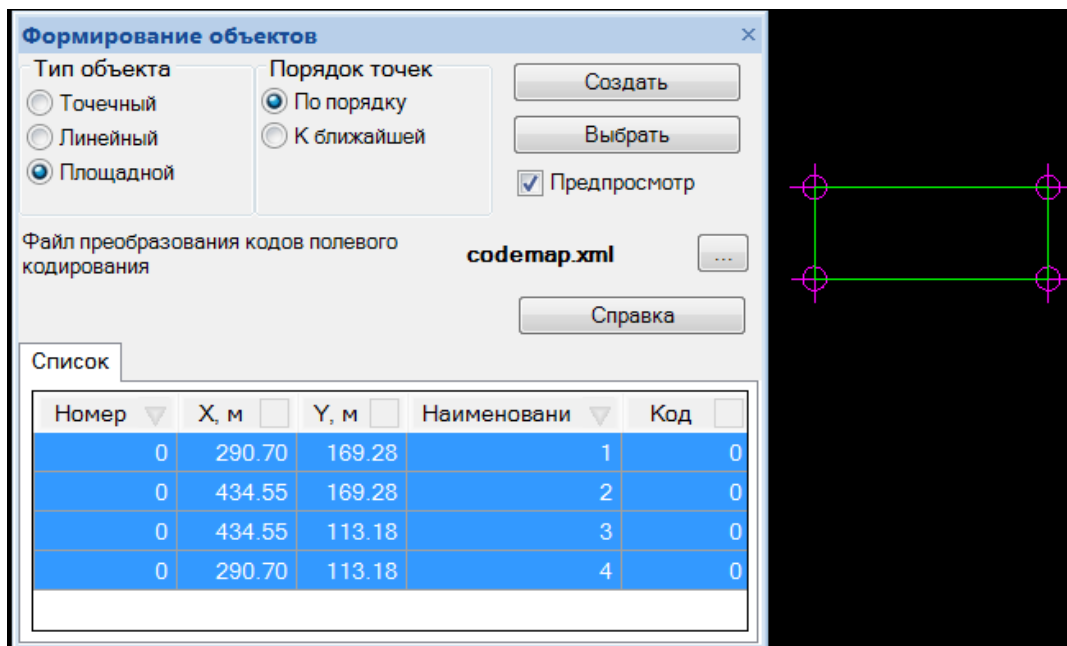 Формирование объектов
Тип объекта
Точечный
Линейный
Площадной
Порядок точек
По порядку
К ближайшей
Создать
Выбрать
Предпросмотр
Файл преобразования кодов полевого
кодирования
codemap.xml
...
Справка
Список
Номер X, м Y, м Наименовани Код
0 290.70 169.28 1 0
0 434.55 169.28 2 0
0 434.55 113.18 3 0
0 290.70 113.18 4 0